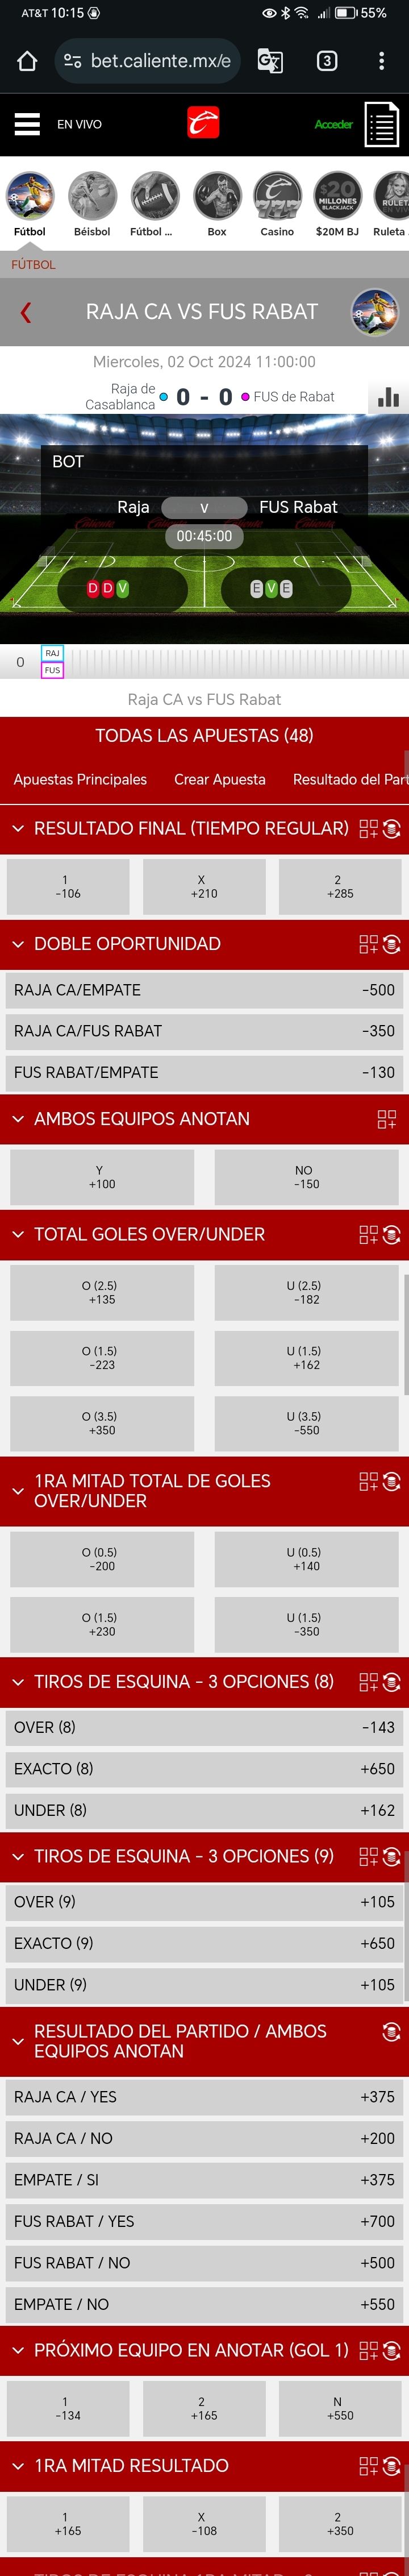 AT&T 10:15
55%
bet.caliente.mx/e
3
EN VIVO
Acceder
$20
MILLONES
BLACKJACK
777
RULET
Fútbol
Béisbol
Fútbol ...
Box
Casino
$20M BJ
Ruleta
FÚTBOL
RAJA CA VS FUS RABAT
Miercoles, 02 Oct 2024 11:00:00
Raja de
Casablanca
0 - 0
FUS de Rabat
BOT
Raja
V
FUS Rabat
00:45:00
D D V
E V E
0
RAJ
FUS
Raja CA vs FUS Rabat
TODAS LAS APUESTAS (48)
Apuestas Principales
Crear Apuesta
Resultado del Part
RESULTADO FINAL (TIEMPO REGULAR)
1
-106
X
+210
2
+285
DOBLE OPORTUNIDAD
RAJA CA/EMPATE -500
RAJA CA/FUS RABAT -350
FUS RABAT/EMPATE -130
AMBOS EQUIPOS ANOTAN
Y
+100
NO
-150
TOTAL GOLES OVER/UNDER
O (2.5)
+135
U (2.5)
-182
O (1.5)
-223
U (1.5)
+162
O (3.5)
+350
U (3.5)
-550
1RA MITAD TOTAL DE GOLES
OVER/UNDER
O (0.5)
-200
U (0.5)
+140
O (1.5)
+230
U (1.5)
-350
TIROS DE ESQUINA - 3 OPCIONES (8)
OVER (8) -143
EXACTO (8) +650
UNDER (8) +162
TIROS DE ESQUINA - 3 OPCIONES (9)
OVER (9) +105
EXACTO (9) +650
UNDER (9) +105
RESULTADO DEL PARTIDO / AMBOS
EQUIPOS ANOTAN
RAJA CA / YES +375
RAJA CA / NO +200
EMPATE / SI +375
FUS RABAT / YES +700
FUS RABAT / NO +500
EMPATE / NO +550
PRÓXIMO EQUIPO EN ANOTAR (GOL 1)
1
-134
2
+165
N
+550
1RA MITAD RESULTADO
1
+165
X
-108
2
+350